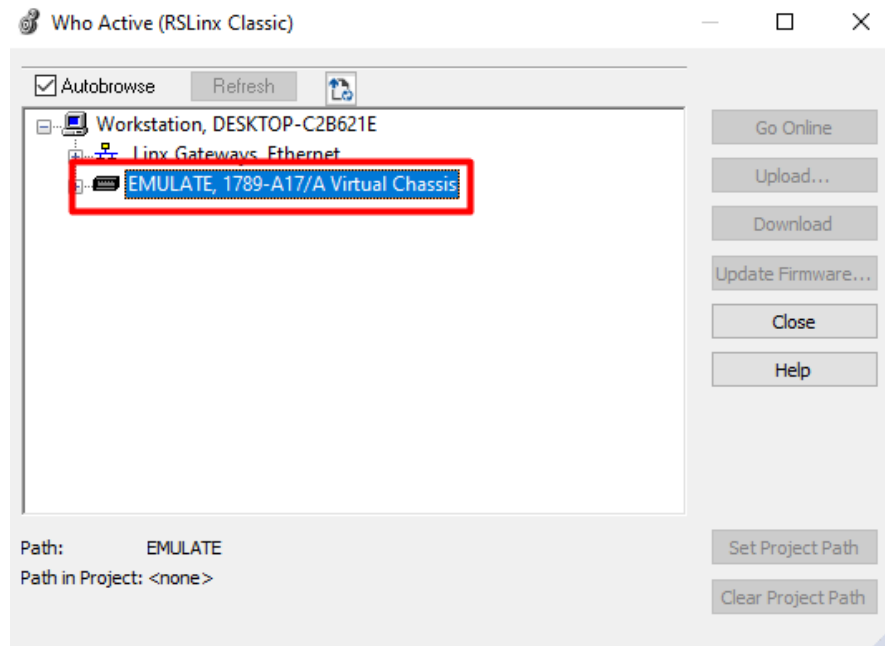 Who Active (RSLinx Classic)
Autobrowse
Refresh
Workstation, DESKTOP-C2B621E
Linx Gateways, Ethernet
EMULATE, 1789-A17/A Virtual Chassis
Go Online
Upload...
Download
Update Firmware...
Close
Help
Path: EMULATE
Path in Project: <none>
Set Project Path
Clear Project Path